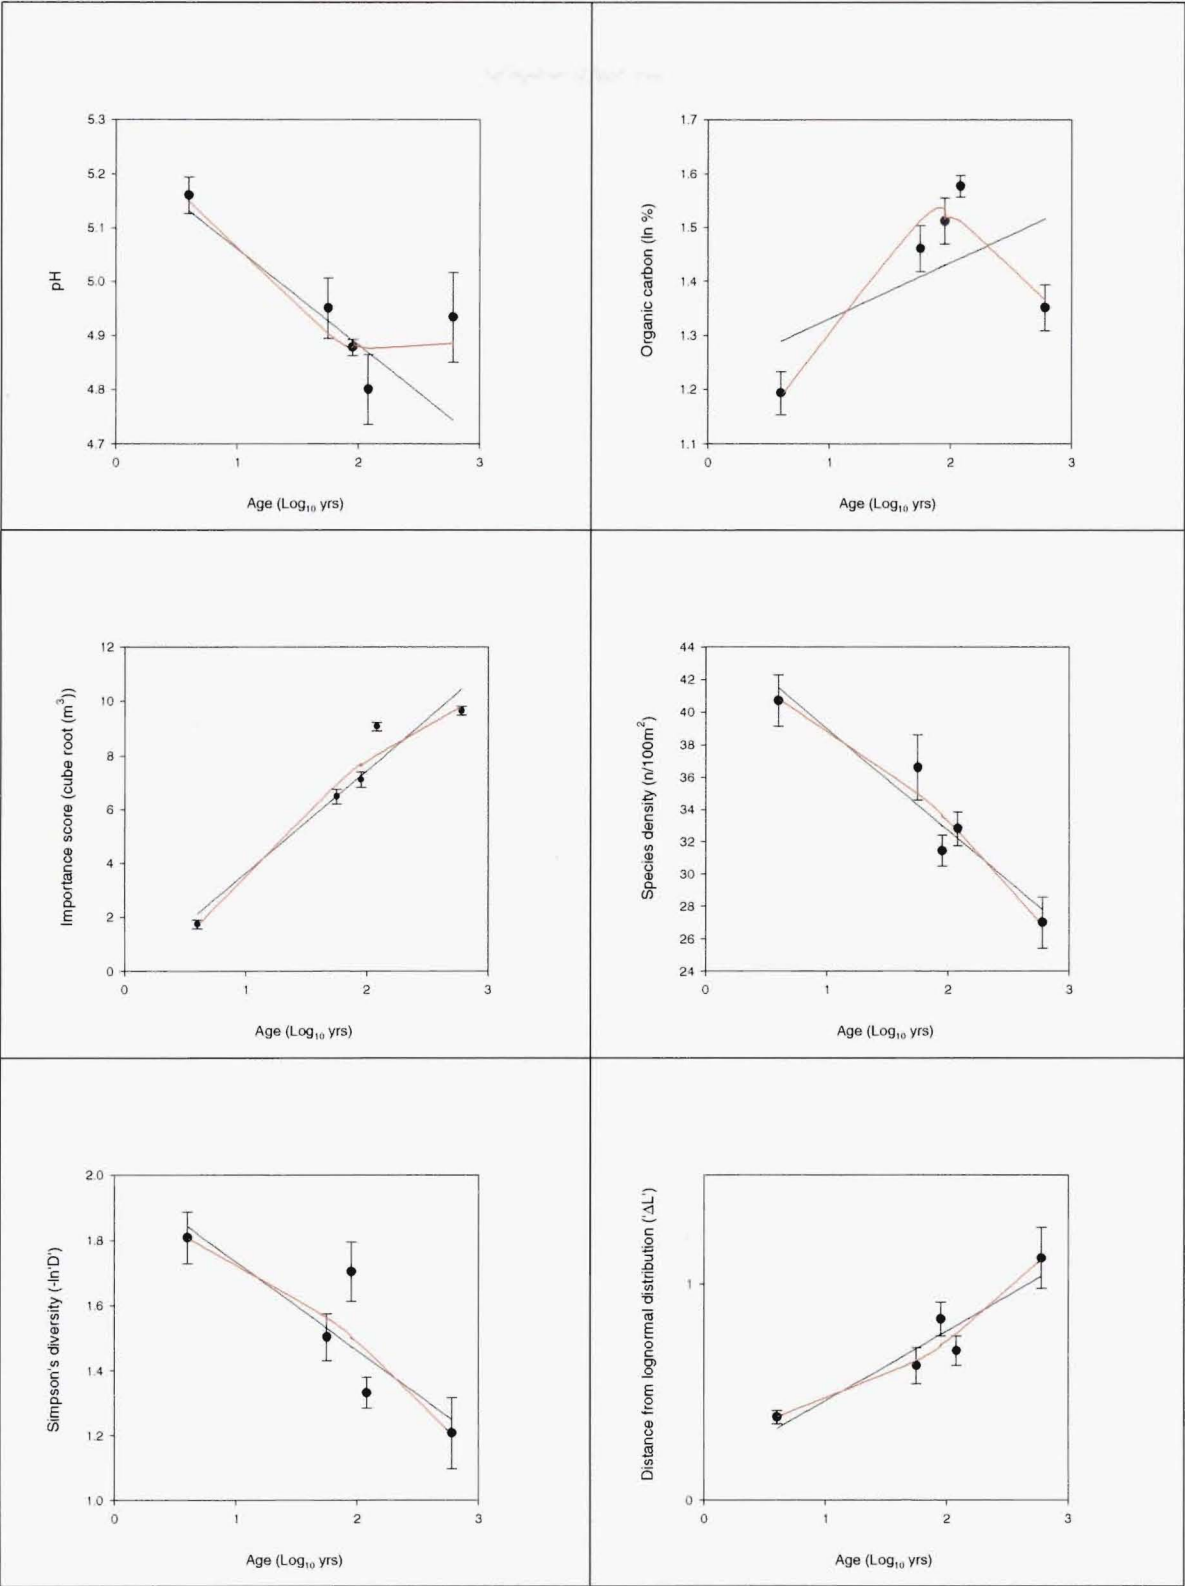 5.3
5.2
5.1
5.0
4.9
4.8
4.7
pH
0 1 2 3
Age (Log₁₀ yrs)
1.7
1.6
1.5
1.4
1.3
1.2
1.1
Organic carbon (ln %)
0 1 2 3
Age (Log₁₀ yrs)
12
10
8
6
4
2
0
Importance score (cube root (m³))
0 1 2 3
Age (Log₁₀ yrs)
44
42
40
38
36
34
32
30
28
26
24
Species density (n/100m²)
0 1 2 3
Age (Log₁₀ yrs)
2.0
1.8
1.6
1.4
1.2
1.0
Simpson's diversity (-ln'D')
0 1 2 3
Age (Log₁₀ yrs)
1
0
Distance from lognormal distribution ('ΔL')
0 1 2 3
Age (Log₁₀ yrs)